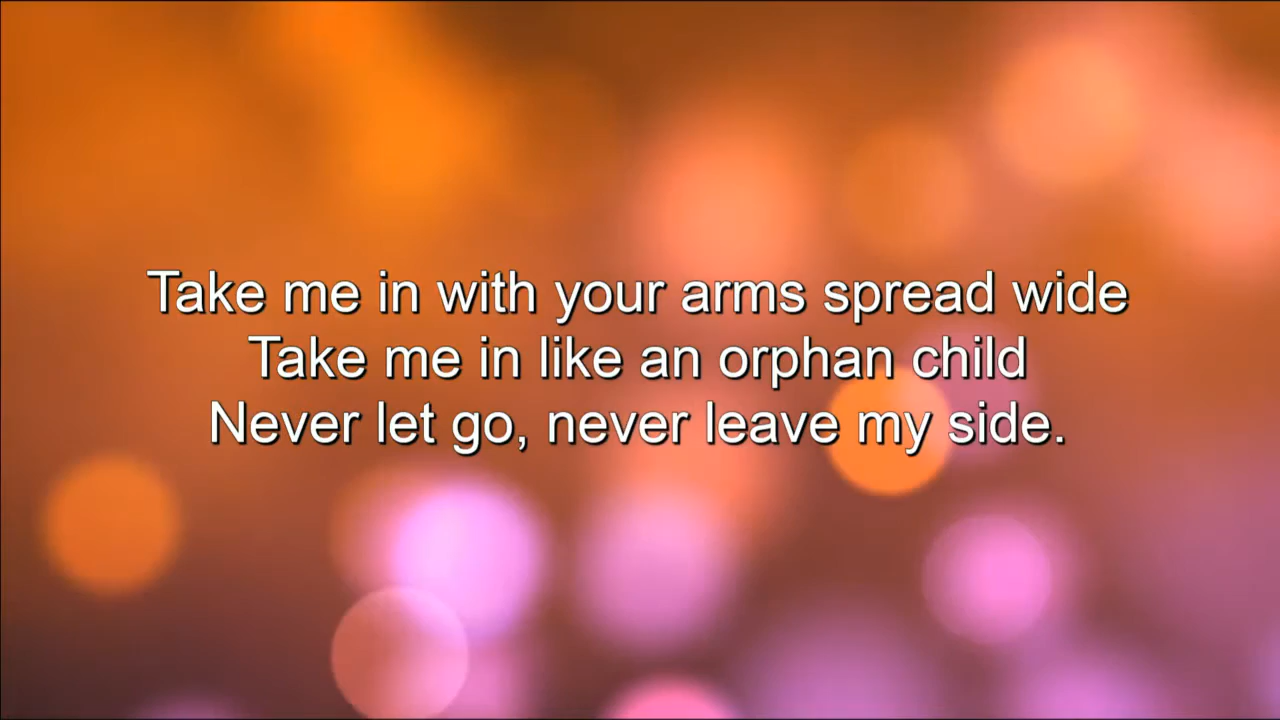 Take me in with your arms spread wide
Take me in like an orphan child
Never let go, never leave my side.